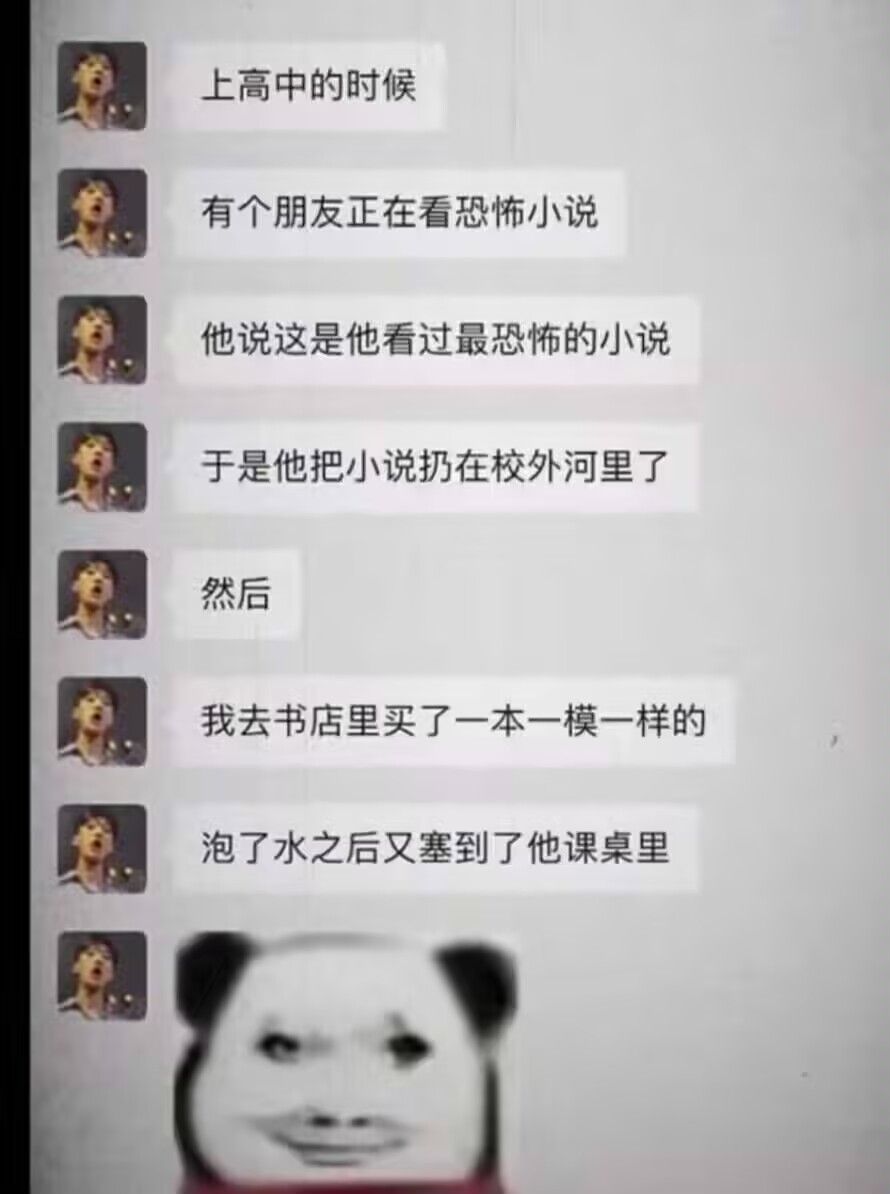 上高中的时候
有个朋友正在看恐怖小说
他说这是他看过最恐怖的小说
于是他把小说扔在校外河里了
然后
我去书店里买了一本一模一样的
泡了水之后又塞到了他课桌里